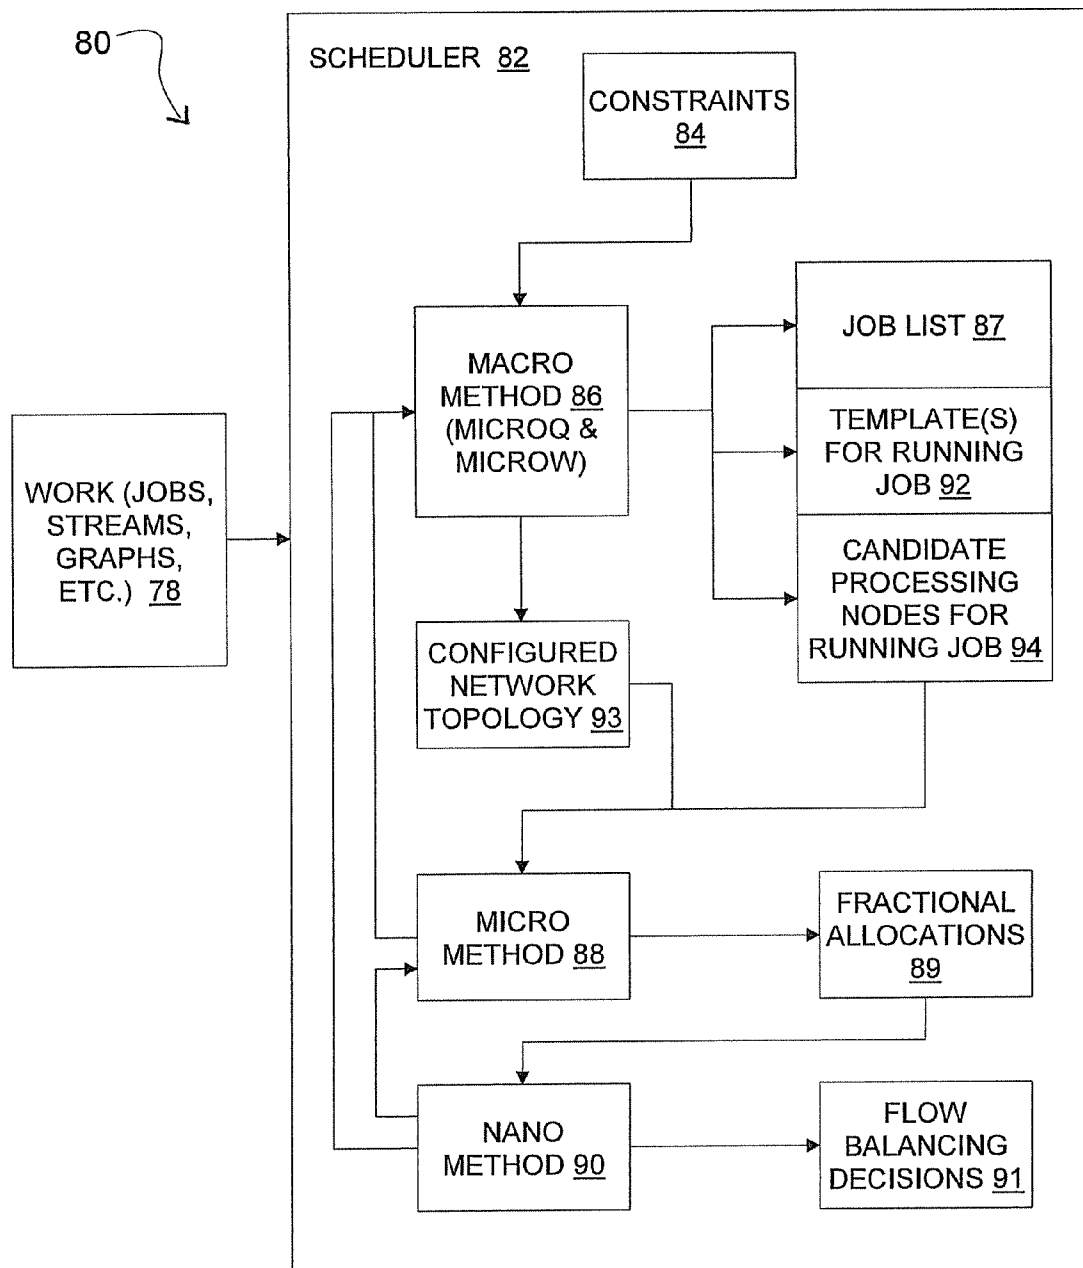 80
SCHEDULER 82
CONSTRAINTS
84
MACRO
METHOD 86
(MICROQ &
MICROW)
JOB LIST 87
TEMPLATE(S)
FOR RUNNING
JOB 92
CANDIDATE
PROCESSING
NODES FOR
RUNNING JOB 94
WORK (JOBS,
STREAMS,
GRAPHS,
ETC.) 78
CONFIGURED
NETWORK
TOPOLOGY 93
MICRO
METHOD 88
FRACTIONAL
ALLOCATIONS
89
NANO
METHOD 90
FLOW
BALANCING
DECISIONS 91